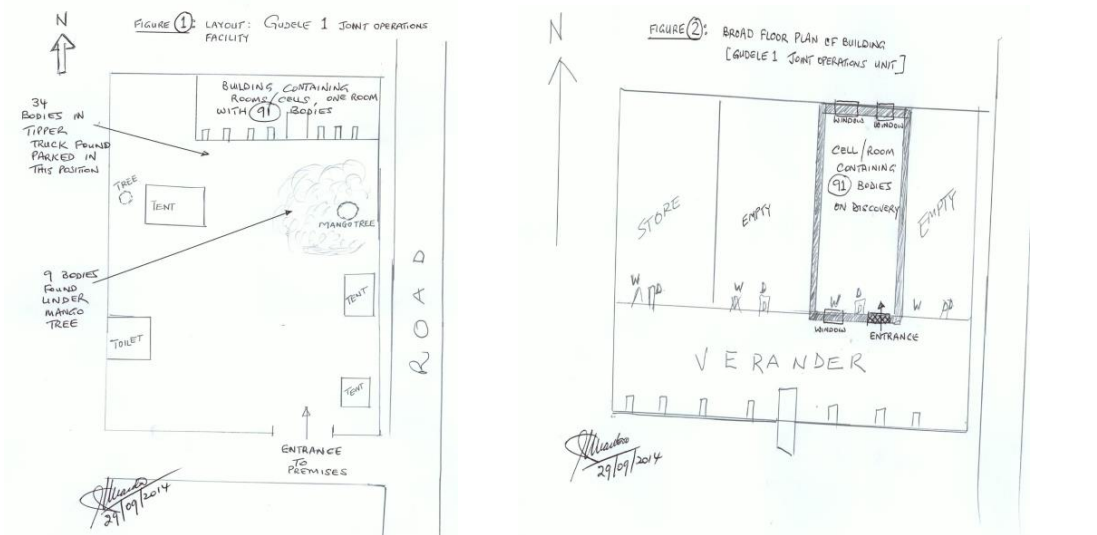 N
FIGURE 1: LAYOUT: GUDELE 1 JOINT OPERATIONS
FACILITY
BUILDING CONTAINING
ROOMS/CELLS, ONE ROOM
WITH 91 BODIES
34
BODIES IN
TIPPER
TRUCK FOUND
PARKED IN
THIS POSITION
TREE
TENT
MANGO TREE
9 BODIES
FOUND
UNDER
MANGO
TREE
TENT
TOILET
TENT
ROAD
ENTRANCE
TO
PREMISES
29/09/2014
N
FIGURE 2: BROAD FLOOR PLAN OF BUILDING
[GUDELE 1 JOINT OPERATIONS UNIT]
WINDOW
WINDOW
CELL/ROOM
CONTAINING
91 BODIES
ON DISCOVERY
STORE
EMPTY
EMPTY
W D
W D
D
W D
WINDOW
ENTRANCE
VERANDER
29/09/2014